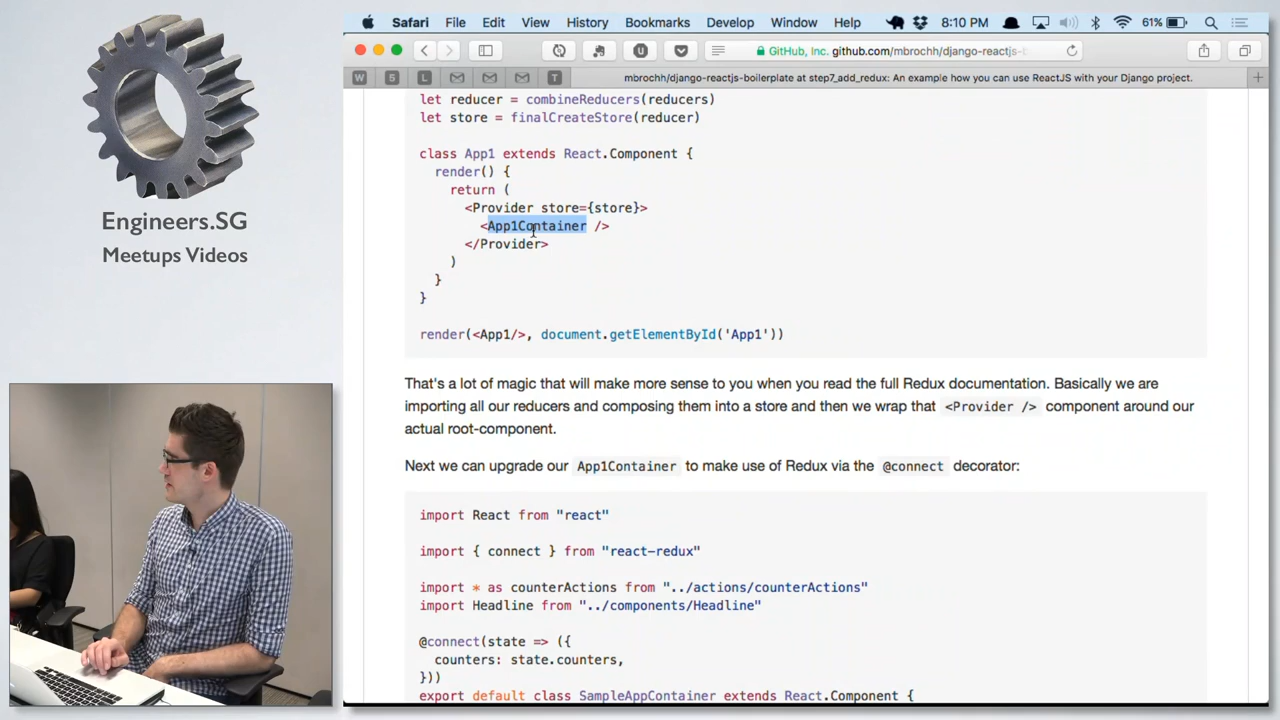 Safari File Edit View History Bookmarks Develop Window Help 8:10 PM 61%
GitHub, Inc. github.com/mbrochh/django-reactjs-b
W 5 L T mbrochh/django-reactjs-boilerplate at step7_add_redux: An example how you can use ReactJS with your Django project. +
let reducer = combineReducers(reducers)
let store = finalCreateStore(reducer)
class App1 extends React.Component {
render() {
return (
<Provider store={store}>
<App1Container />
</Provider>
)
}
}
render(<App1/>, document.getElementById('App1'))
That's a lot of magic that will make more sense to you when you read the full Redux documentation. Basically we are
importing all our reducers and composing them into a store and then we wrap that <Provider /> component around our
actual root-component.
Next we can upgrade our App1Container to make use of Redux via the @connect decorator:
import React from "react"
import { connect } from "react-redux"
import * as counterActions from "../actions/counterActions"
import Headline from "../components/Headline"
@connect(state => ({
counters: state.counters,
}))
export default class SampleAppContainer extends React.Component {
Engineers.SG
Meetups Videos